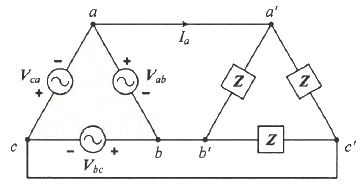 a
a'
I_a
−
+
V_ca
+
−
V_ab
Z
Z
+
−
c
− +
V_bc
b
b'
Z
c'